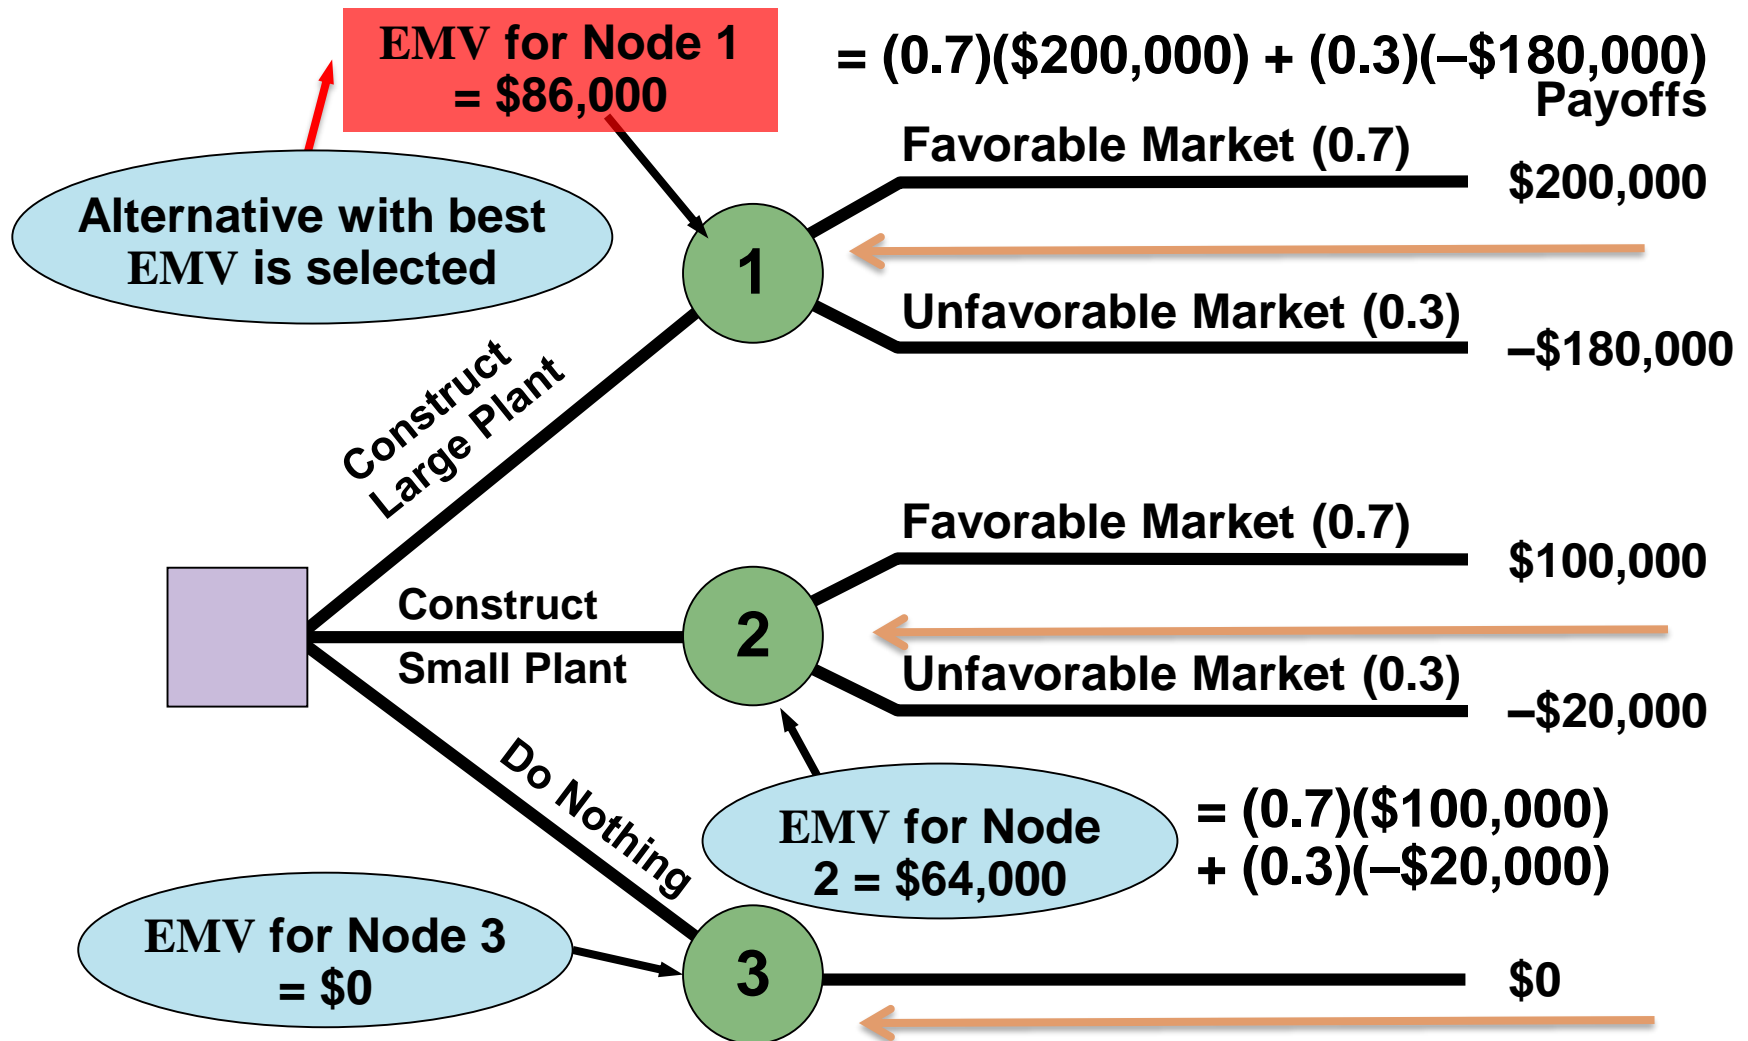 EMV for Node 1
= $86,000
= (0.7)($200,000) + (0.3)(–$180,000)
Payoffs
Favorable Market (0.7)
$200,000
Alternative with best
EMV is selected
1
Unfavorable Market (0.3)
–$180,000
Construct
Large Plant
Favorable Market (0.7)
$100,000
Construct
Small Plant
2
Unfavorable Market (0.3)
–$20,000
Do Nothing
EMV for Node
2 = $64,000
= (0.7)($100,000)
+ (0.3)(–$20,000)
EMV for Node 3
= $0
3
$0